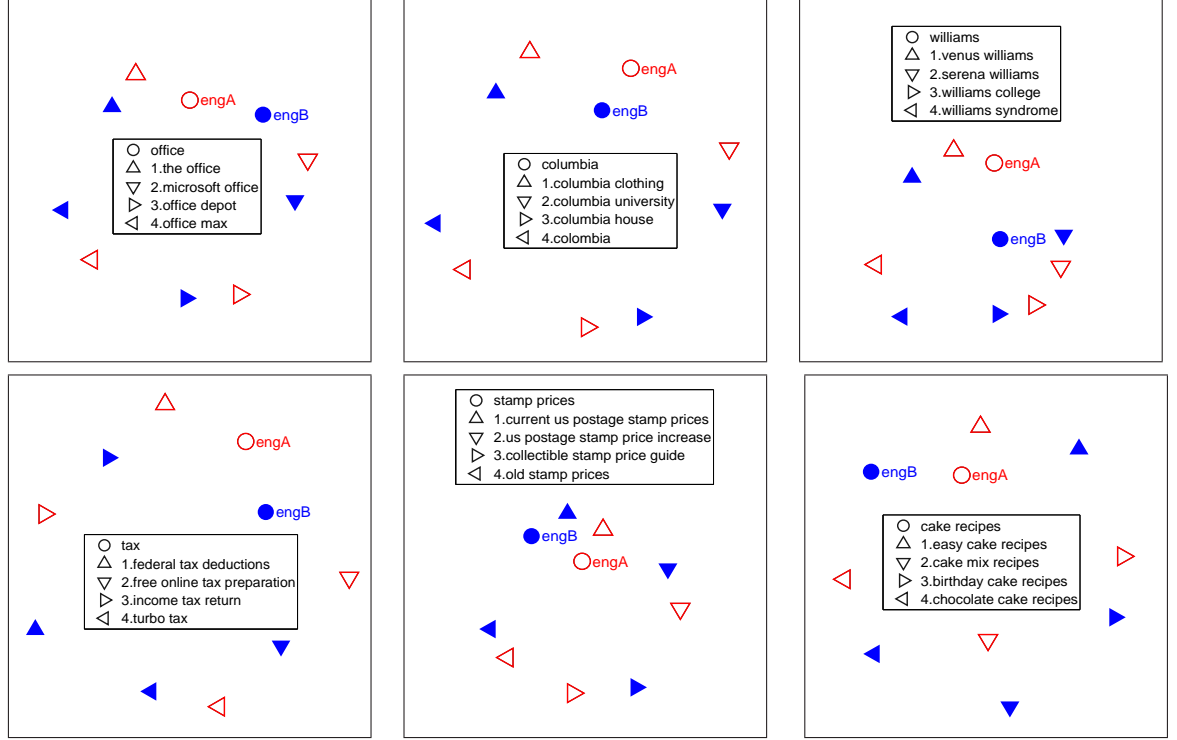 engA
engB
office
1.the office
2.microsoft office
3.office depot
4.office max
engA
engB
columbia
1.columbia clothing
2.columbia university
3.columbia house
4.colombia
williams
1.venus williams
2.serena williams
3.williams college
4.williams syndrome
engA
engB
engA
engB
tax
1.federal tax deductions
2.free online tax preparation
3.income tax return
4.turbo tax
stamp prices
1.current us postage stamp prices
2.us postage stamp price increase
3.collectible stamp price guide
4.old stamp prices
engB
engA
engB
engA
cake recipes
1.easy cake recipes
2.cake mix recipes
3.birthday cake recipes
4.chocolate cake recipes